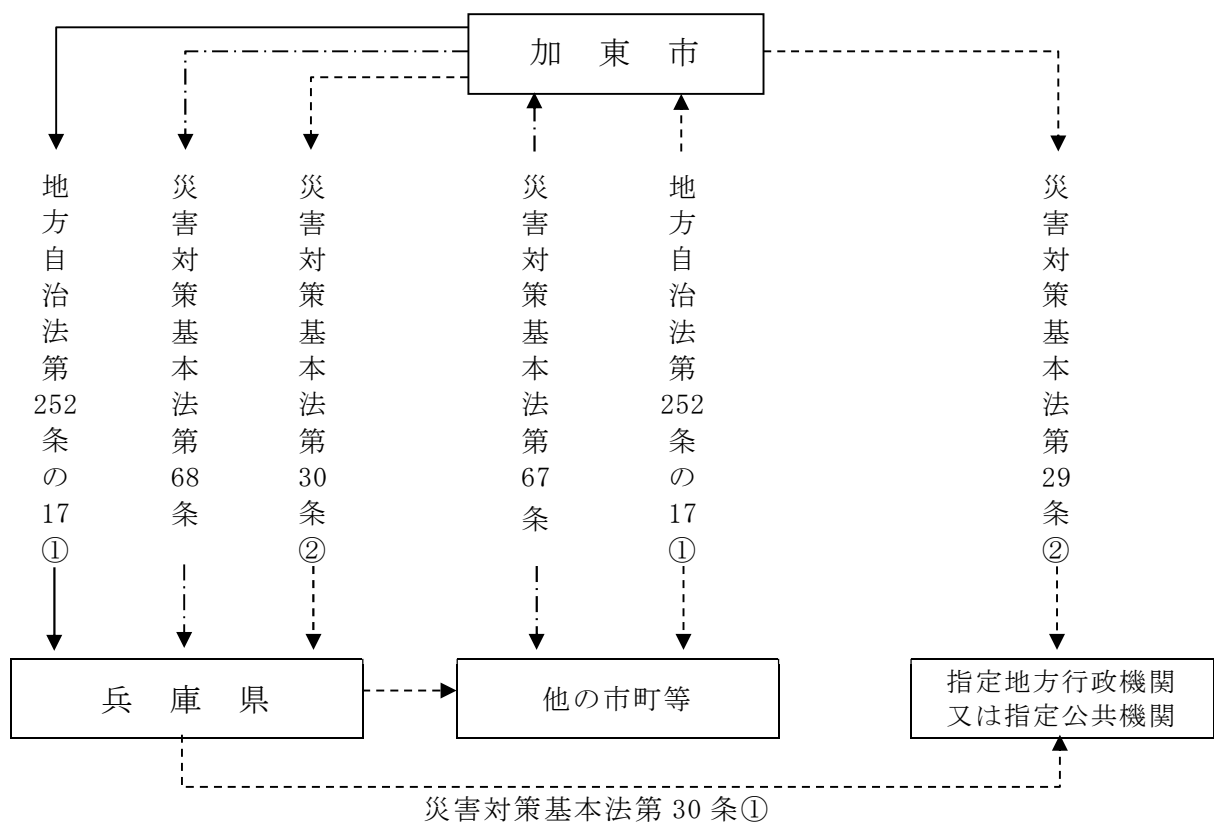 加東市
地方自治法第252条の17①
災害対策基本法第68条
災害対策基本法第30条②
災害対策基本法第67条
地方自治法第252条の17①
災害対策基本法第29条②
兵庫県
他の市町等
指定地方行政機関
又は指定公共機関
災害対策基本法第30条①